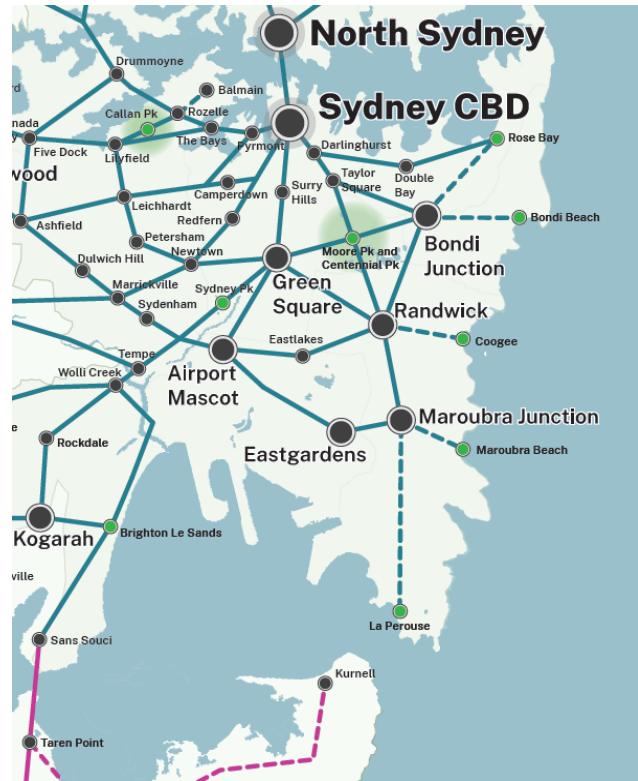 North Sydney
Drummoyne
rd
Balmain
Callan Pk
Rozelle
Sydney CBD
nada
y
The Bays
Pyrmont
Five Dock
Lilyfield
wood
Darlinghurst
Rose Bay
Taylor
Square
Double
Bay
Camperdown
Surry
Hills
Leichhardt
Redfern
Bondi Beach
Ashfield
Petersham
Newtown
Moore Pk and
Centennial Pk
Bondi
Junction
Dulwich Hill
Marrickville
Sydney Pk
Green
Square
Sydenham
Randwick
Eastlakes
Coogee
Tempe
Wolli Creek
Airport
Mascot
Maroubra Junction
e
Rockdale
Eastgardens
Maroubra Beach
Kogarah
Brighton Le Sands
ville
La Perouse
Sans Souci
Kurnell
Taren Point